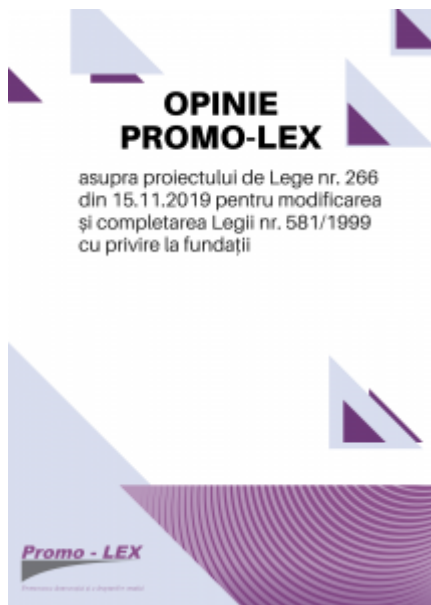 OPINIE
PROMO-LEX
asupra proiectului de Lege nr. 266
din 15.11.2019 pentru modificarea
și completarea Legii nr. 581/1999
cu privire la fundații
Promo - LEX